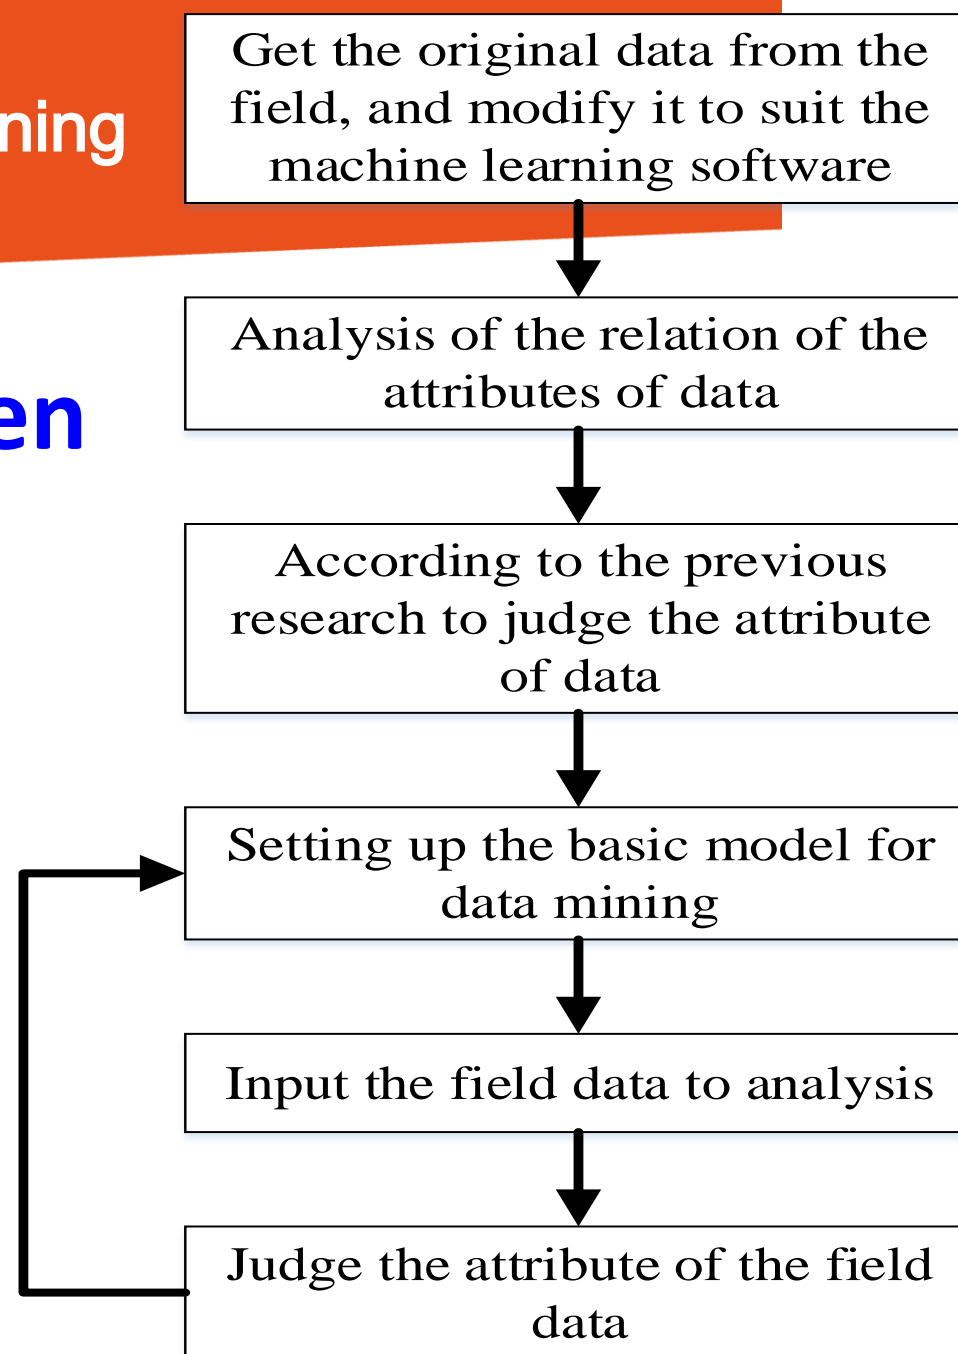 Get the original data from the
field, and modify it to suit the
machine learning software
ning
Analysis of the relation of the
attributes of data
en
According to the previous
research to judge the attribute
of data
Setting up the basic model for
data mining
Input the field data to analysis
Judge the attribute of the field
data